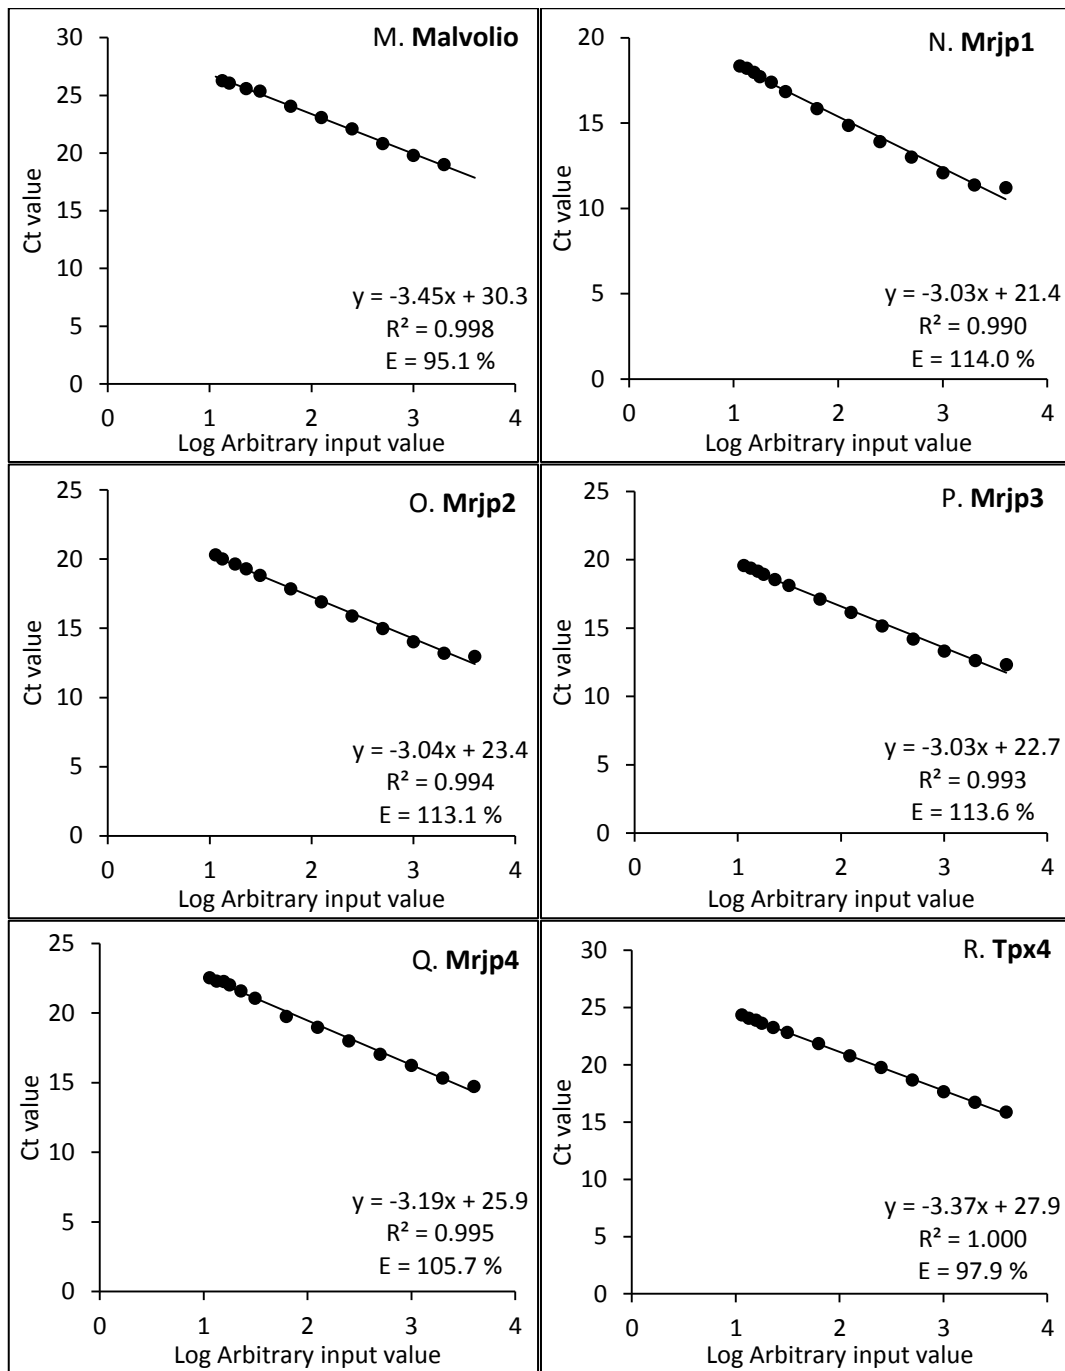 M. Malvolio
30
25
20
15
10
5
0
Ct value
y = -3.45x + 30.3
R² = 0.998
E = 95.1 %
0 1 2 3 4
Log Arbitrary input value
N. Mrjp1
20
15
10
5
0
Ct value
y = -3.03x + 21.4
R² = 0.990
E = 114.0 %
0 1 2 3 4
Log Arbitrary input value
O. Mrjp2
25
20
15
10
5
0
Ct value
y = -3.04x + 23.4
R² = 0.994
E = 113.1 %
0 1 2 3 4
Log Arbitrary input value
P. Mrjp3
25
20
15
10
5
0
Ct value
y = -3.03x + 22.7
R² = 0.993
E = 113.6 %
0 1 2 3 4
Log Arbitrary input value
Q. Mrjp4
25
20
15
10
5
0
Ct value
y = -3.19x + 25.9
R² = 0.995
E = 105.7 %
0 1 2 3 4
Log Arbitrary input value
R. Tpx4
30
25
20
15
10
5
0
Ct value
y = -3.37x + 27.9
R² = 1.000
E = 97.9 %
0 1 2 3 4
Log Arbitrary input value